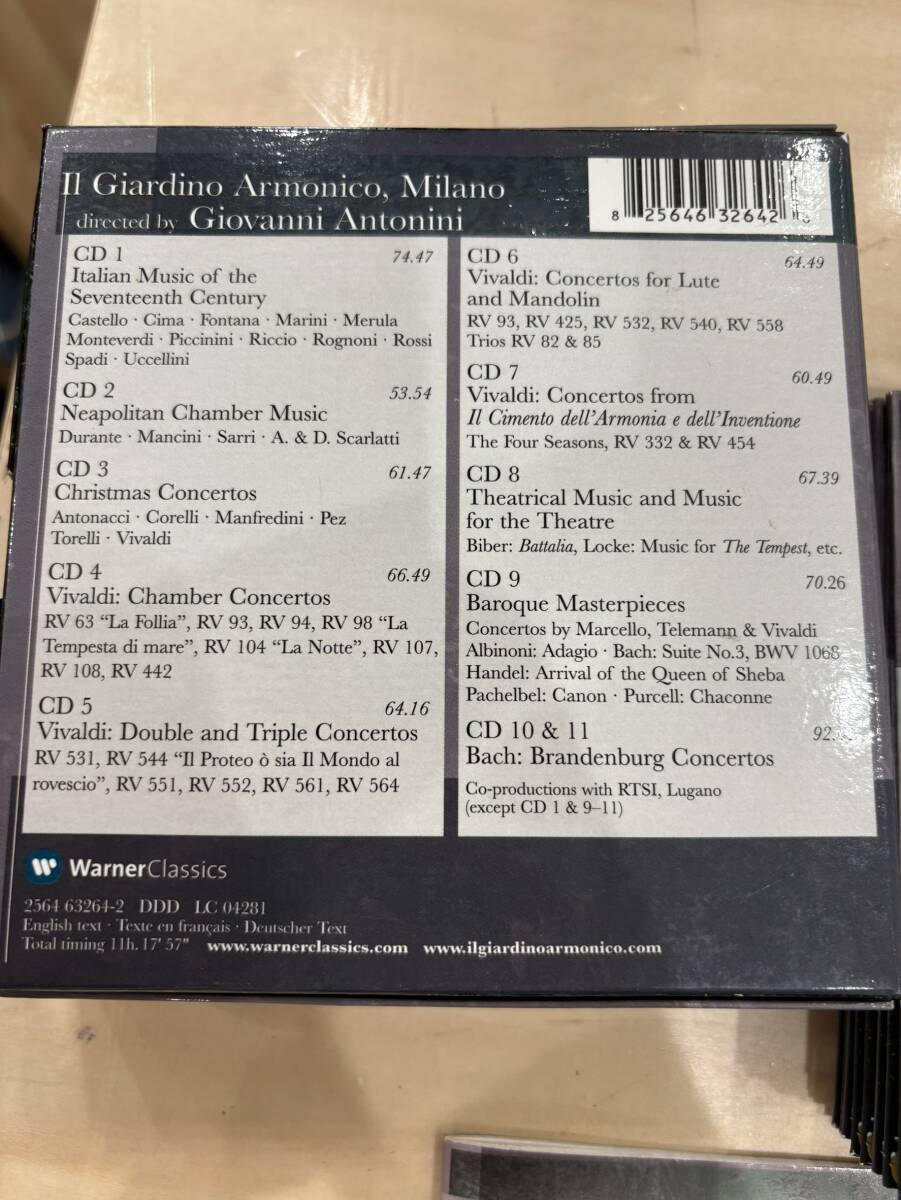 Il Giardino Armonico, Milano
directed by Giovanni Antonini
8 25646 32642
CD 1 74.47
Italian Music of the
Seventeenth Century
Castello · Cima · Fontana · Marini · Merula
Monteverdi · Piccinini · Riccio · Rognoni · Rossi
Spadi · Uccellini
CD 2 53.54
Neapolitan Chamber Music
Durante · Mancini · Sarri · A. & D. Scarlatti
CD 3 61.47
Christmas Concertos
Antonacci · Corelli · Manfredini · Pez
Torelli · Vivaldi
CD 4 66.49
Vivaldi: Chamber Concertos
RV 63 “La Follia”, RV 93, RV 94, RV 98 “La
Tempesta di mare”, RV 104 “La Notte”, RV 107,
RV 108, RV 442
CD 5 64.16
Vivaldi: Double and Triple Concertos
RV 531, RV 544 “Il Proteo ò sia Il Mondo al
rovescio”, RV 551, RV 552, RV 561, RV 564
CD 6 64.49
Vivaldi: Concertos for Lute
and Mandolin
RV 93, RV 425, RV 532, RV 540, RV 558
Trios RV 82 & 85
CD 7 60.49
Vivaldi: Concertos from
Il Cimento dell’Armonia e dell’Inventione
The Four Seasons, RV 332 & RV 454
CD 8 67.39
Theatrical Music and Music
for the Theatre
Biber: Battalia, Locke: Music for The Tempest, etc.
CD 9 70.26
Baroque Masterpieces
Concertos by Marcello, Telemann & Vivaldi
Albinoni: Adagio · Bach: Suite No.3, BWV 1068
Handel: Arrival of the Queen of Sheba
Pachelbel: Canon · Purcell: Chaconne
CD 10 & 11
Bach: Brandenburg Concertos
Co-productions with RTSI, Lugano
(except CD 1 & 9–11)
WarnerClassics
2564 63264-2 DDD LC 04281
English text · Texte en français · Deutscher Text
Total timing 11h. 17' 57" www.warnerclassics.com www.ilgiardinoarmonico.com